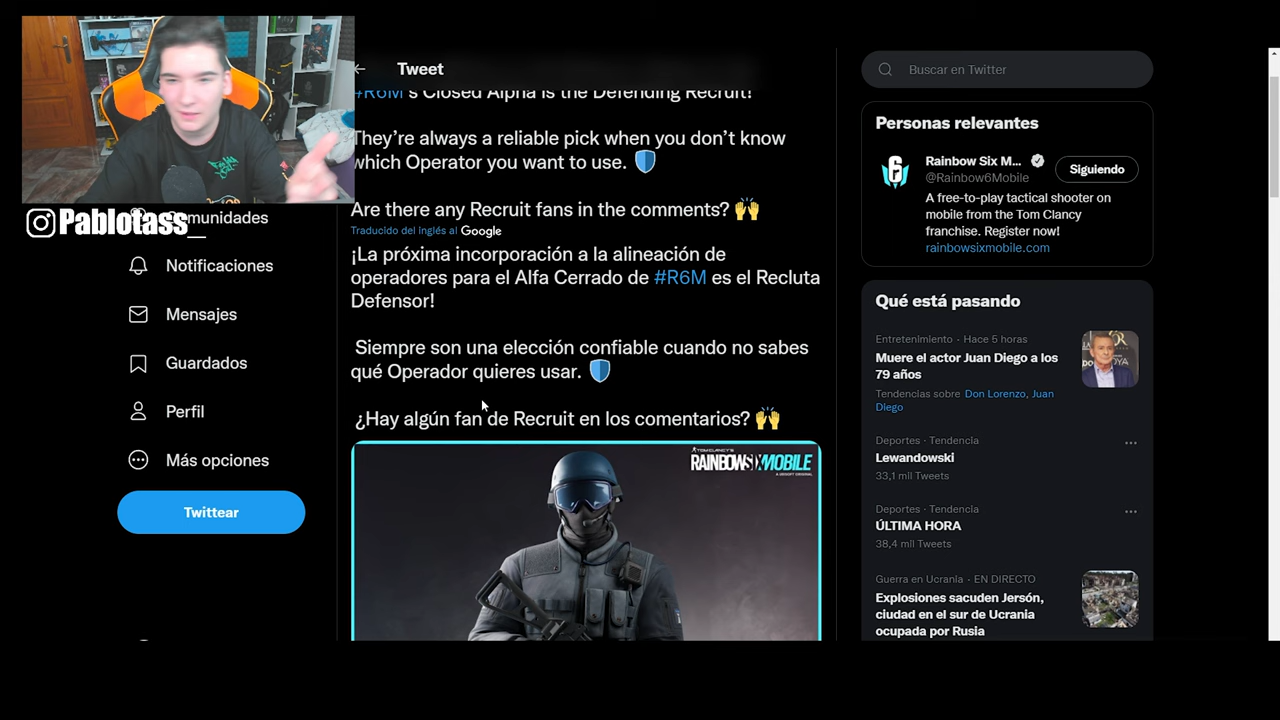 Tweet
#R6M's Closed Alpha is the Defending Recruit!
They're always a reliable pick when you don't know
which Operator you want to use.
Are there any Recruit fans in the comments? 🙌
Traducido del inglés al Google
¡La próxima incorporación a la alineación de
operadores para el Alfa Cerrado de #R6M es el Recluta
Defensor!
Siempre son una elección confiable cuando no sabes
qué Operador quieres usar.
¿Hay algún fan de Recruit en los comentarios? 🙌
TOM CLANCY'S
RAINBOWSIX MOBILE
A UBISOFT ORIGINAL
Pablotass_
Notificaciones
Mensajes
Guardados
Perfil
Más opciones
Twittear
Buscar en Twitter
Personas relevantes
Rainbow Six M...
@Rainbow6Mobile
Siguiendo
A free-to-play tactical shooter on
mobile from the Tom Clancy
franchise. Register now!
rainbowsixmobile.com
Qué está pasando
Entretenimiento · Hace 5 horas
Muere el actor Juan Diego a los
79 años
Tendencias sobre Don Lorenzo, Juan
Diego
Deportes · Tendencia
Lewandowski
33,1 mil Tweets
Deportes · Tendencia
ÚLTIMA HORA
38,4 mil Tweets
Guerra en Ucrania · EN DIRECTO
Explosiones sacuden Jersón,
ciudad en el sur de Ucrania
ocupada por Rusia